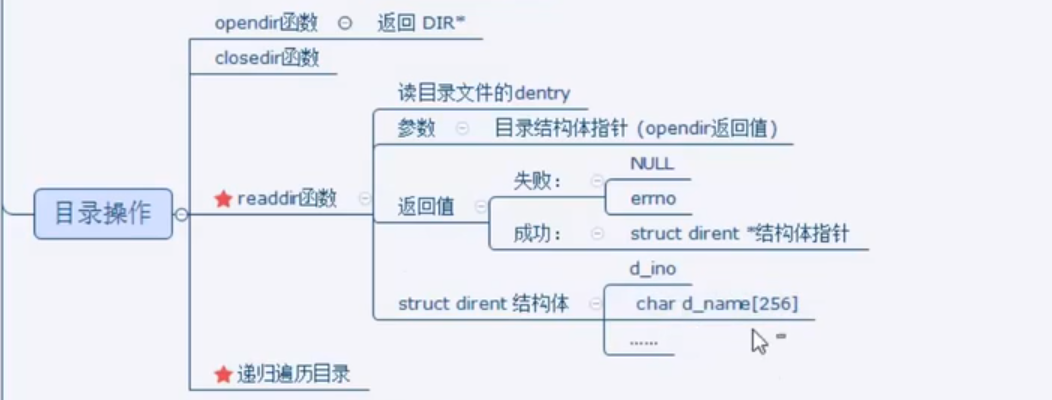 opendir函数 返回 DIR*
closedir函数
读目录文件的dentry
参数 目录结构体指针（opendir返回值）
NULL
失败：
errno
readdir函数
返回值
目录操作
成功： struct dirent *结构体指针
d_ino
struct dirent 结构体 char d_name[256]
......
递归遍历目录